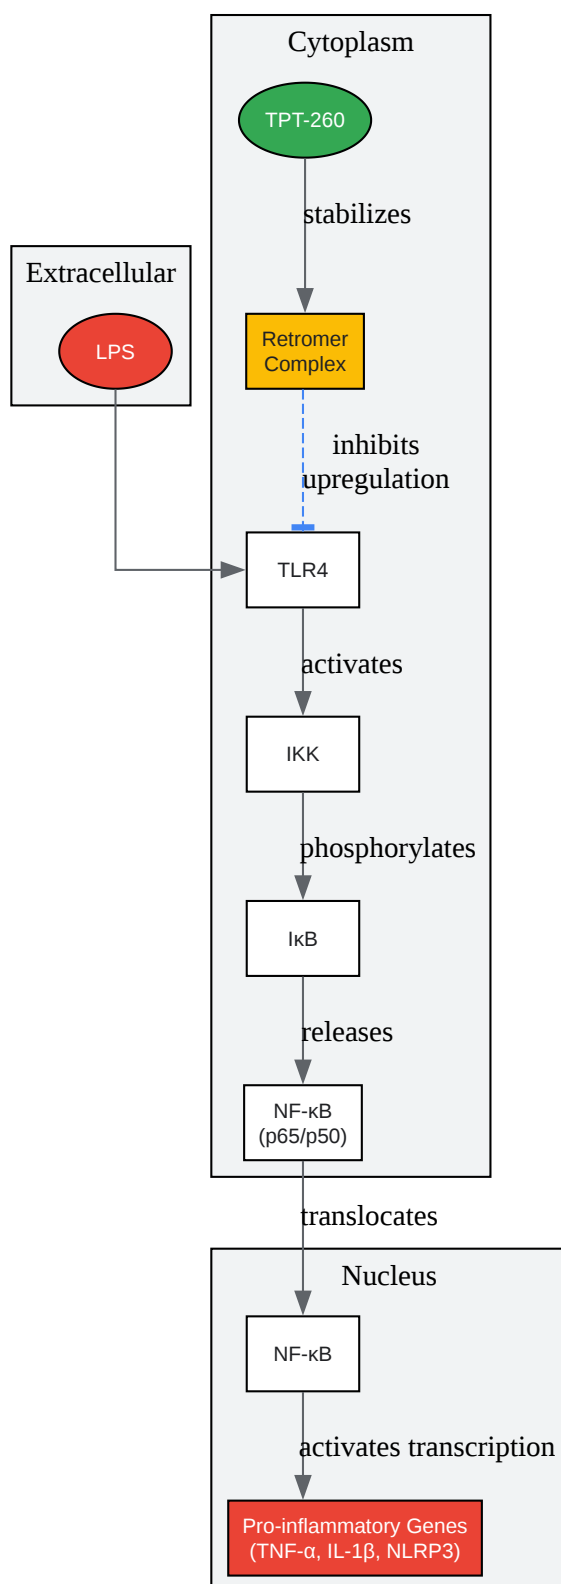 Cytoplasm
TPT-260
stabilizes
Extracellular
LPS
Retromer
Complex
inhibits
upregulation
TLR4
activates
IKK
phosphorylates
IκB
releases
NF-κB
(p65/p50)
translocates
Nucleus
NF-κB
activates transcription
Pro-inflammatory Genes
(TNF-α, IL-1β, NLRP3)